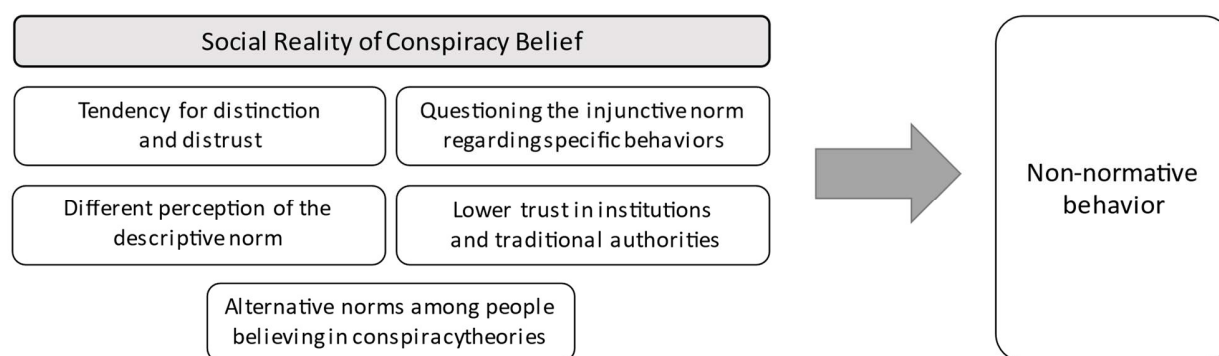 Social Reality of Conspiracy Belief
Tendency for distinction
and distrust
Questioning the injunctive norm
regarding specific behaviors
Different perception of the
descriptive norm
Lower trust in institutions
and traditional authorities
Alternative norms among people
believing in conspiracy theories
Non-normative
behavior